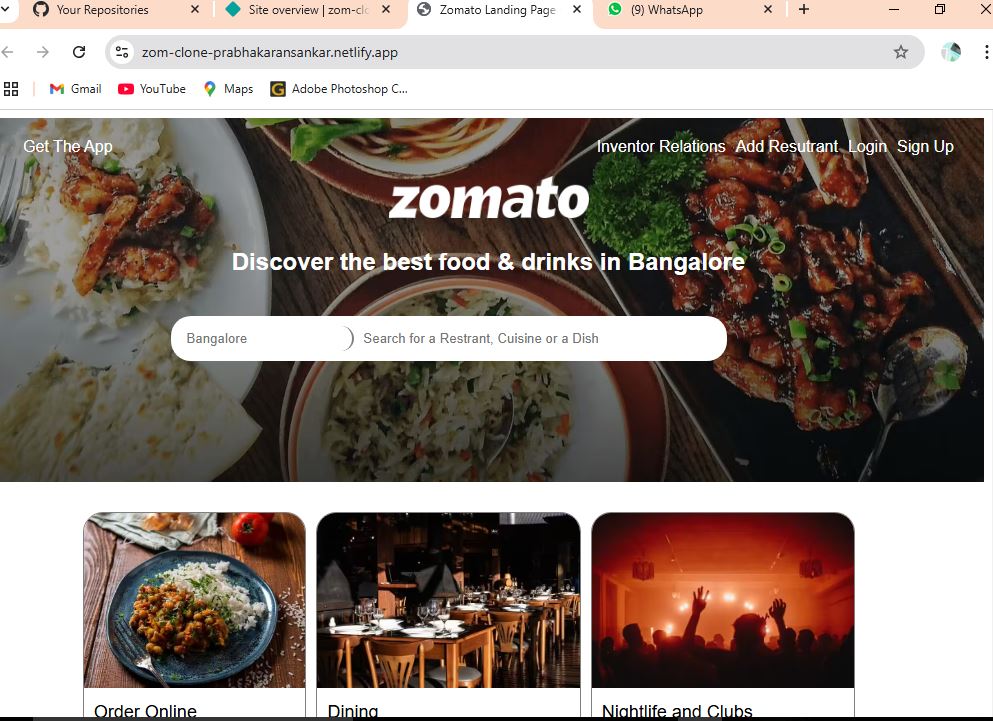 Your Repositories
Site overview | zom-clo
Zomato Landing Page
(9) WhatsApp
zom-clone-prabhakaransankar.netlify.app
Gmail YouTube Maps Adobe Photoshop C...
Get The App Inventor Relations Add Resutrant Login Sign Up
zomato
Discover the best food & drinks in Bangalore
Bangalore Search for a Restrant, Cuisine or a Dish
Order Online Dining Nightlife and Clubs